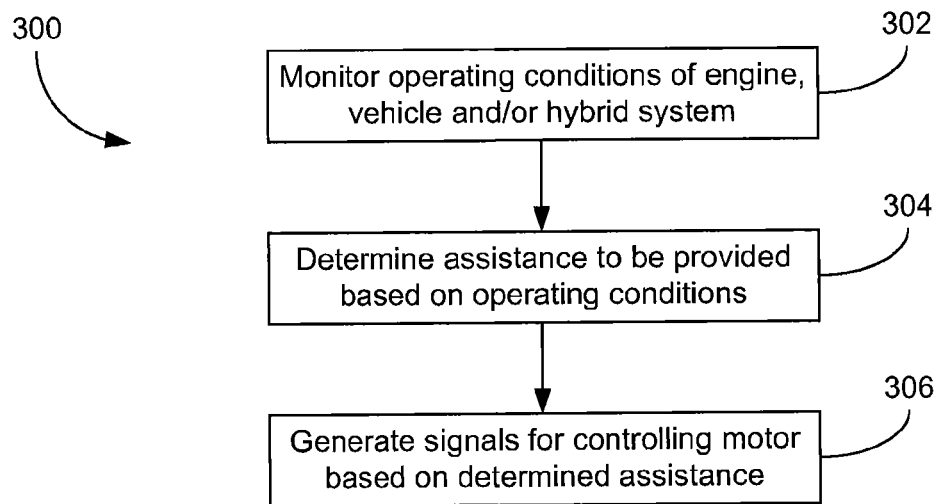 300
302
Monitor operating conditions of engine,
vehicle and/or hybrid system
304
Determine assistance to be provided
based on operating conditions
306
Generate signals for controlling motor
based on determined assistance